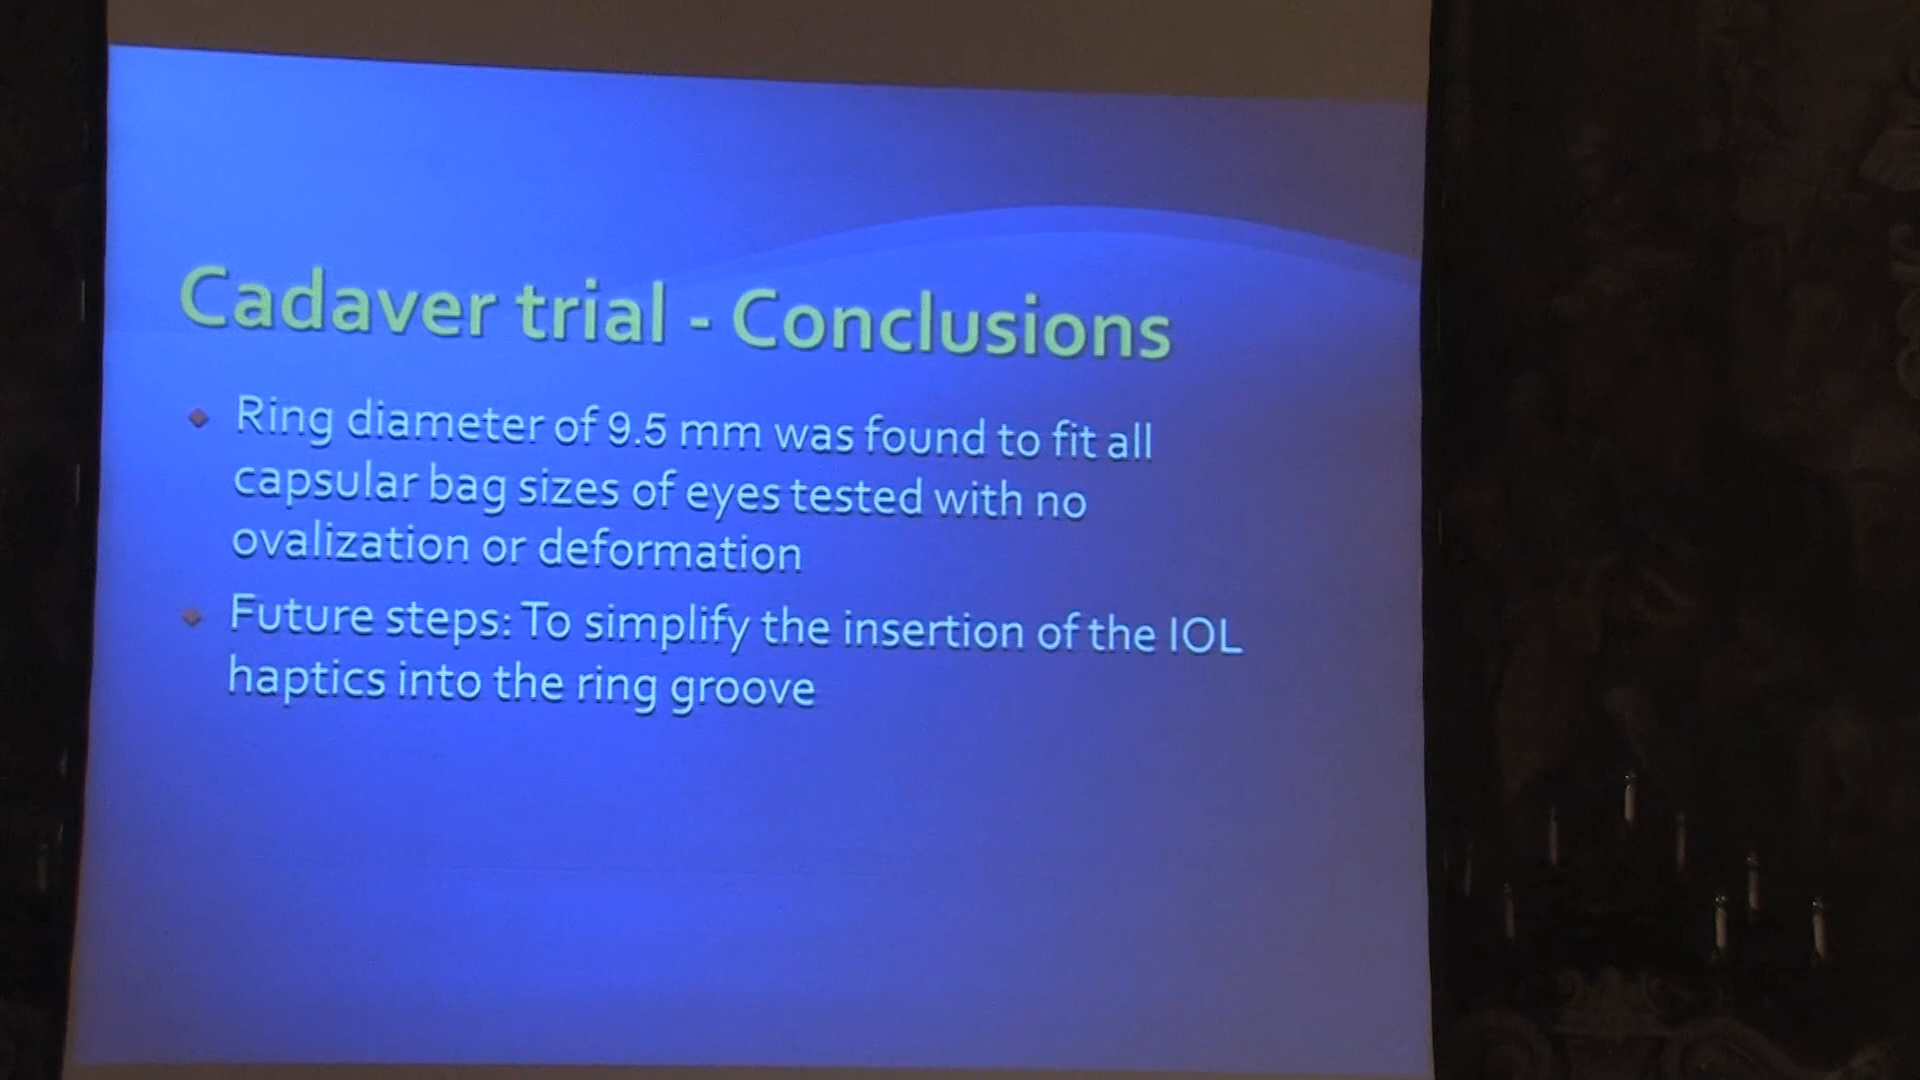 Cadaver trial - Conclusions
Ring diameter of 9.5 mm was found to fit all
capsular bag sizes of eyes tested with no
ovalization or deformation
Future steps: To simplify the insertion of the IOL
haptics into the ring groove